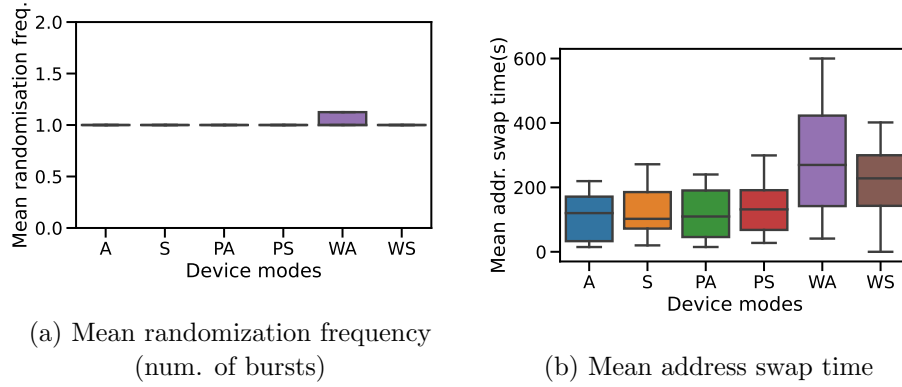 Mean randomisation freq.
2.0
1.5
1.0
0.5
0.0
A S PA PS WA WS
Device modes
(a) Mean randomization frequency
(num. of bursts)
Mean addr. swap time(s)
600
400
200
0
A S PA PS WA WS
Device modes
(b) Mean address swap time